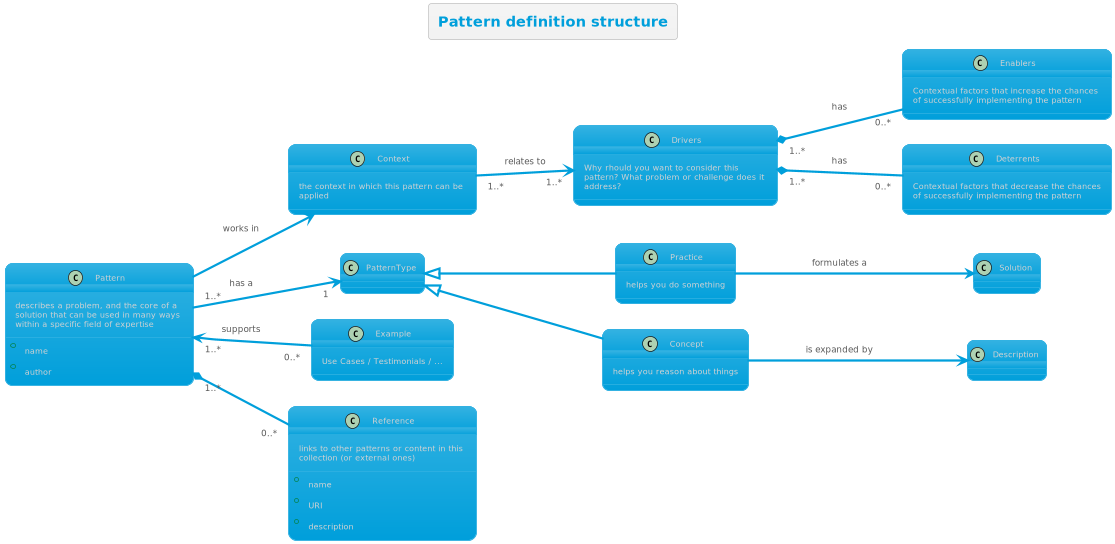 Pattern definition structure
C Enablers
Contextual factors that increase the chances
of successfully implementing the pattern
has
0..*
1..*
C Drivers
Why rhould you want to consider this
pattern? What problem or challenge does it
address?
C Context
the context in which this pattern can be
applied
relates to
1..*
1..*
has
1..*
0..*
C Deterrents
Contextual factors that decrease the chances
of successfully implementing the pattern
works in
C Pattern
describes a problem, and the core of a
solution that can be used in many ways
within a specific field of expertise
name
author
has a
1..*
1
C PatternType
C Practice
helps you do something
formulates a
C Solution
supports
1..*
0..*
C Example
Use Cases / Testimonials / ...
C Concept
helps you reason about things
is expanded by
C Description
1..*
0..*
C Reference
links to other patterns or content in this
collection (or external ones)
name
URI
description